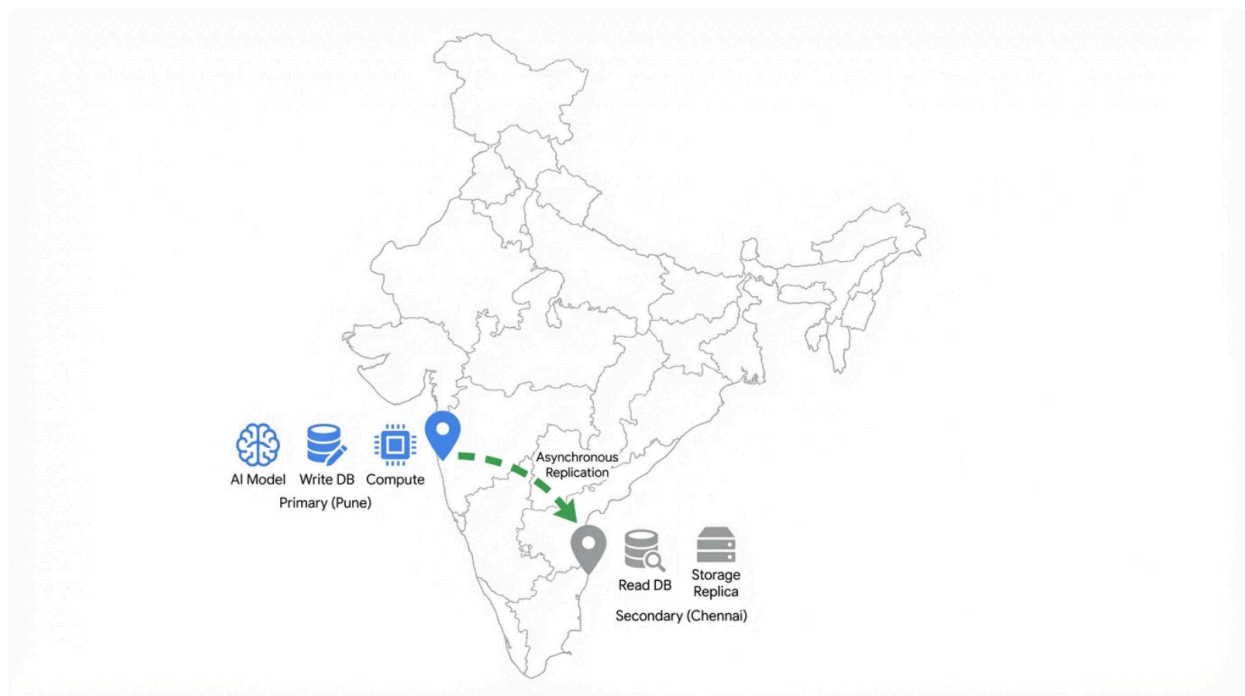 Asynchronous
Replication
AI Model
Write DB
Compute
Primary (Pune)
Read DB
Storage
Replica
Secondary (Chennai)